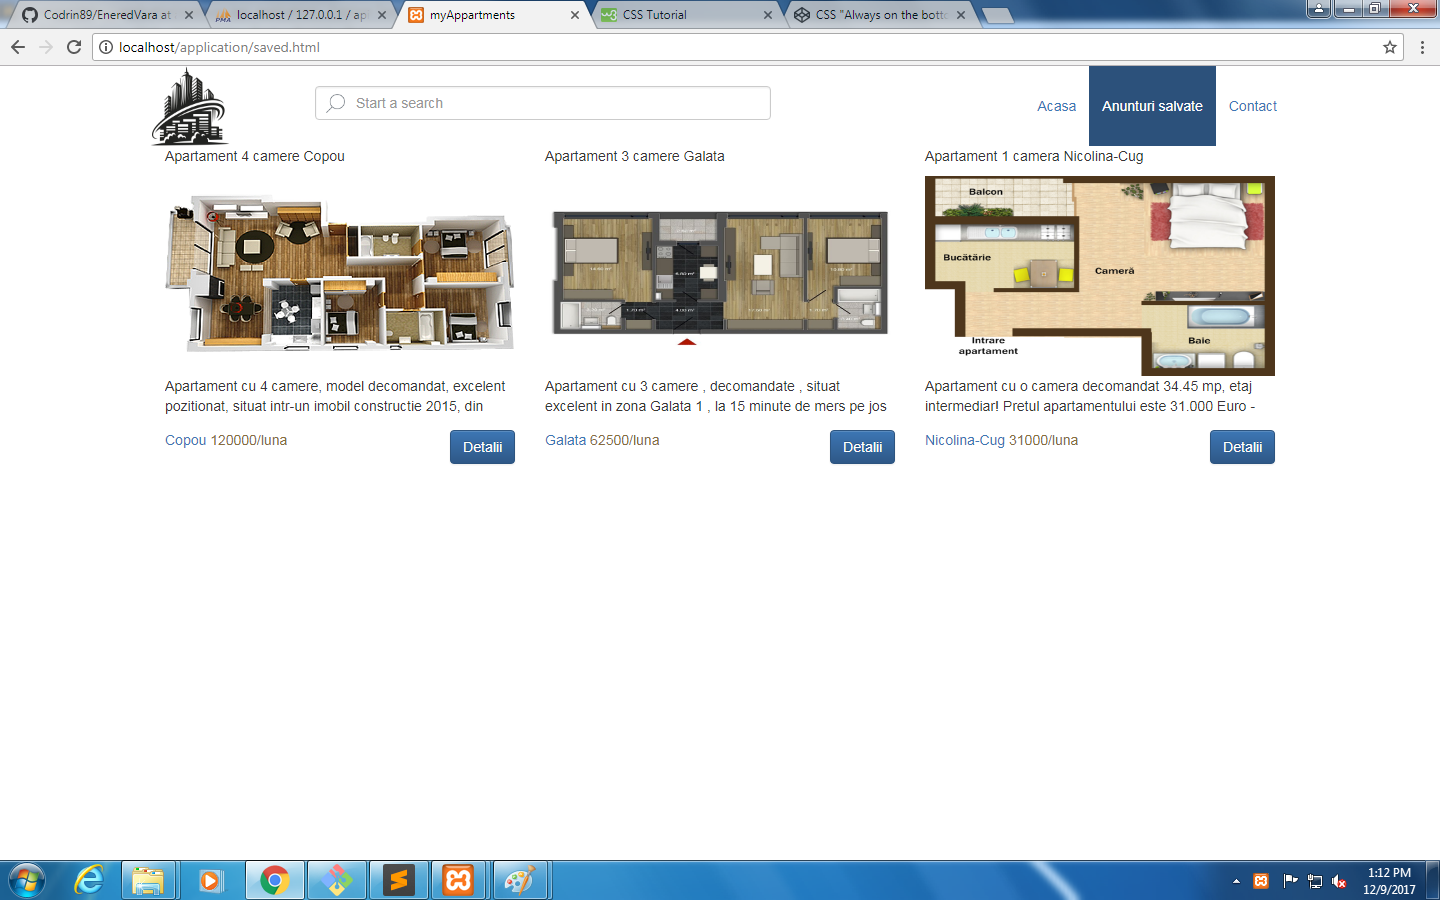 Codrin89/EneredVara at
localhost / 127.0.0.1 / ap
myAppartments
CSS Tutorial
CSS "Always on the botto
localhost/application/saved.html
Start a search
Acasa
Anunturi salvate
Contact
Apartament 4 camere Copou
Apartament 3 camere Galata
Apartament 1 camera Nicolina-Cug
Balcon
Bucătărie
Cameră
Intrare
apartament
Baie
Apartament cu 4 camere, model decomandat, excelent
pozitionat, situat intr-un imobil constructie 2015, din
Apartament cu 3 camere , decomandate , situat
excelent in zona Galata 1 , la 15 minute de mers pe jos
Apartament cu o camera decomandat 34.45 mp, etaj
intermediar! Pretul apartamentului este 31.000 Euro -
Copou 120000/luna
Detalii
Galata 62500/luna
Detalii
Nicolina-Cug 31000/luna
Detalii
1:12 PM
12/9/2017